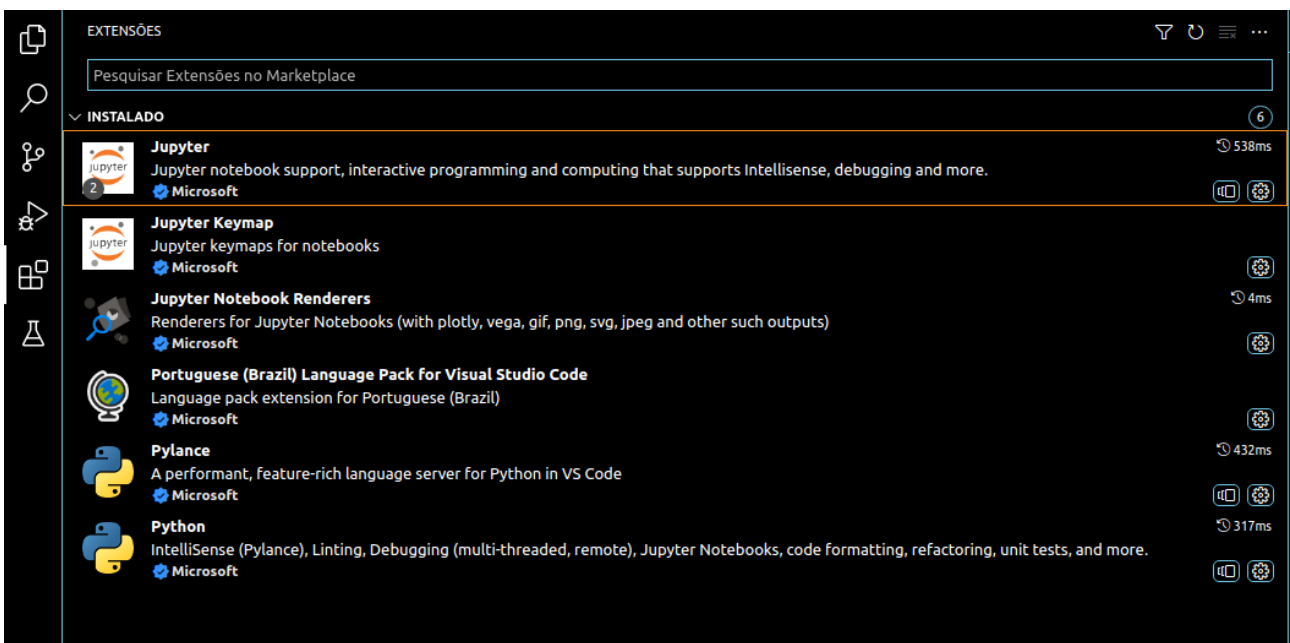 EXTENSÕES
Pesquisar Extensões no Marketplace
INSTALADO
6
Jupyter
538ms
jupyter
Jupyter notebook support, interactive programming and computing that supports Intellisense, debugging and more.
2
Microsoft
Jupyter Keymap
jupyter
Jupyter keymaps for notebooks
Microsoft
Jupyter Notebook Renderers
4ms
Renderers for Jupyter Notebooks (with plotly, vega, gif, png, svg, jpeg and other such outputs)
Microsoft
Portuguese (Brazil) Language Pack for Visual Studio Code
Language pack extension for Portuguese (Brazil)
Microsoft
Pylance
432ms
A performant, feature-rich language server for Python in VS Code
Microsoft
Python
317ms
IntelliSense (Pylance), Linting, Debugging (multi-threaded, remote), Jupyter Notebooks, code formatting, refactoring, unit tests, and more.
Microsoft